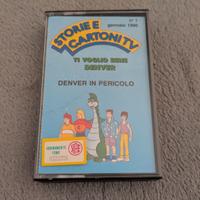 n° 1
gennaio 1990
STORIE E
CARTONI TV
TI VOGLIO BENE
DENVER
DENVER IN PERICOLO